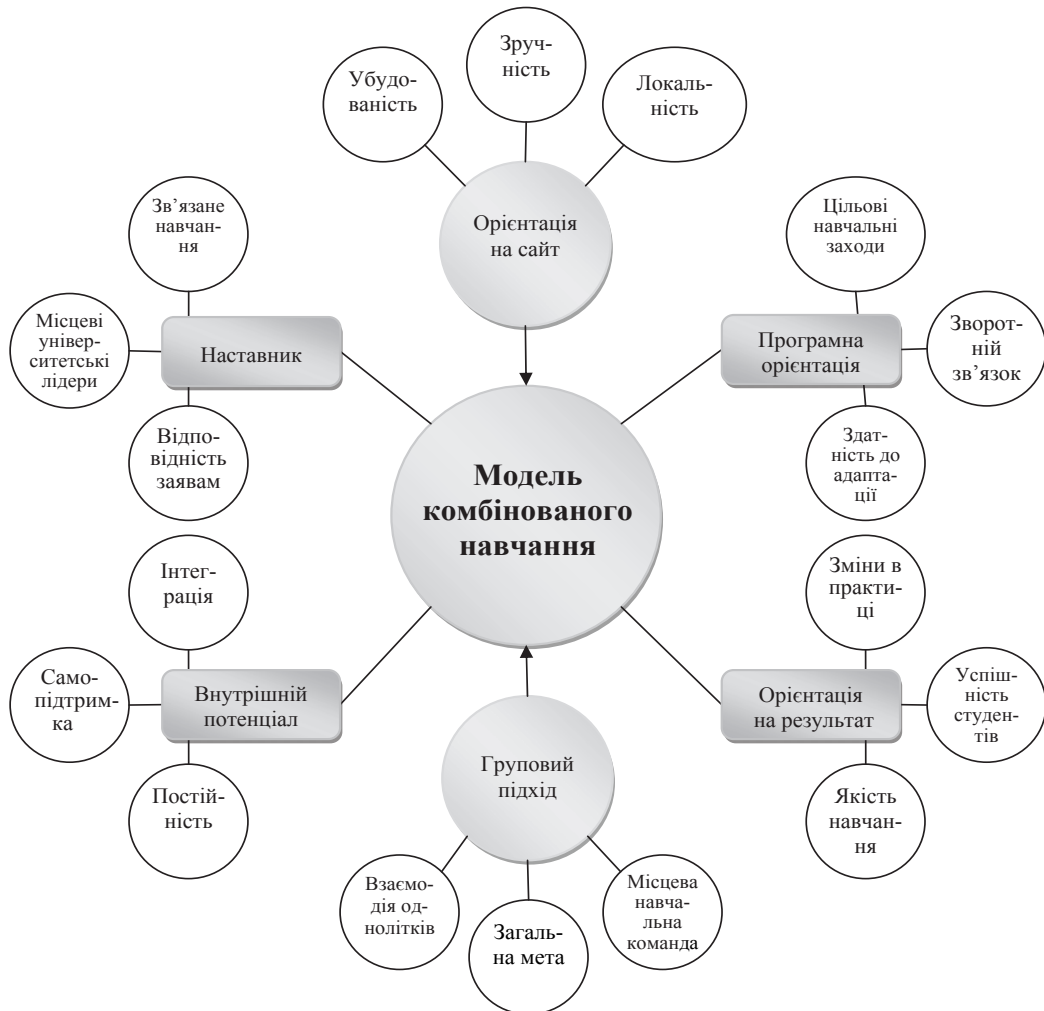 Зруч-
ність
Убудо-
ваність
Локаль-
ність
Орієнтація
на сайт
Зв’язане
навчан-
ня
Місцеві
універ-
ситетські
лідери
Наставник
Відпо-
відність
заявам
Цільові
навчальні
заходи
Програмна
орієнтація
Зворот-
ній
зв’язок
Здат-
ність до
адапта-
ції
Модель
комбінованого
навчання
Інтег-
рація
Само-
підтрим-
ка
Внутрішній
потенціал
Постій-
ність
Зміни в
практи-
ці
Орієнтація
на результат
Успіш-
ність
студен-
тів
Якість
навчан-
ня
Груповий
підхід
Взаємо-
дія од-
нолітків
Загаль-
на мета
Місцева
навча-
льна
команда